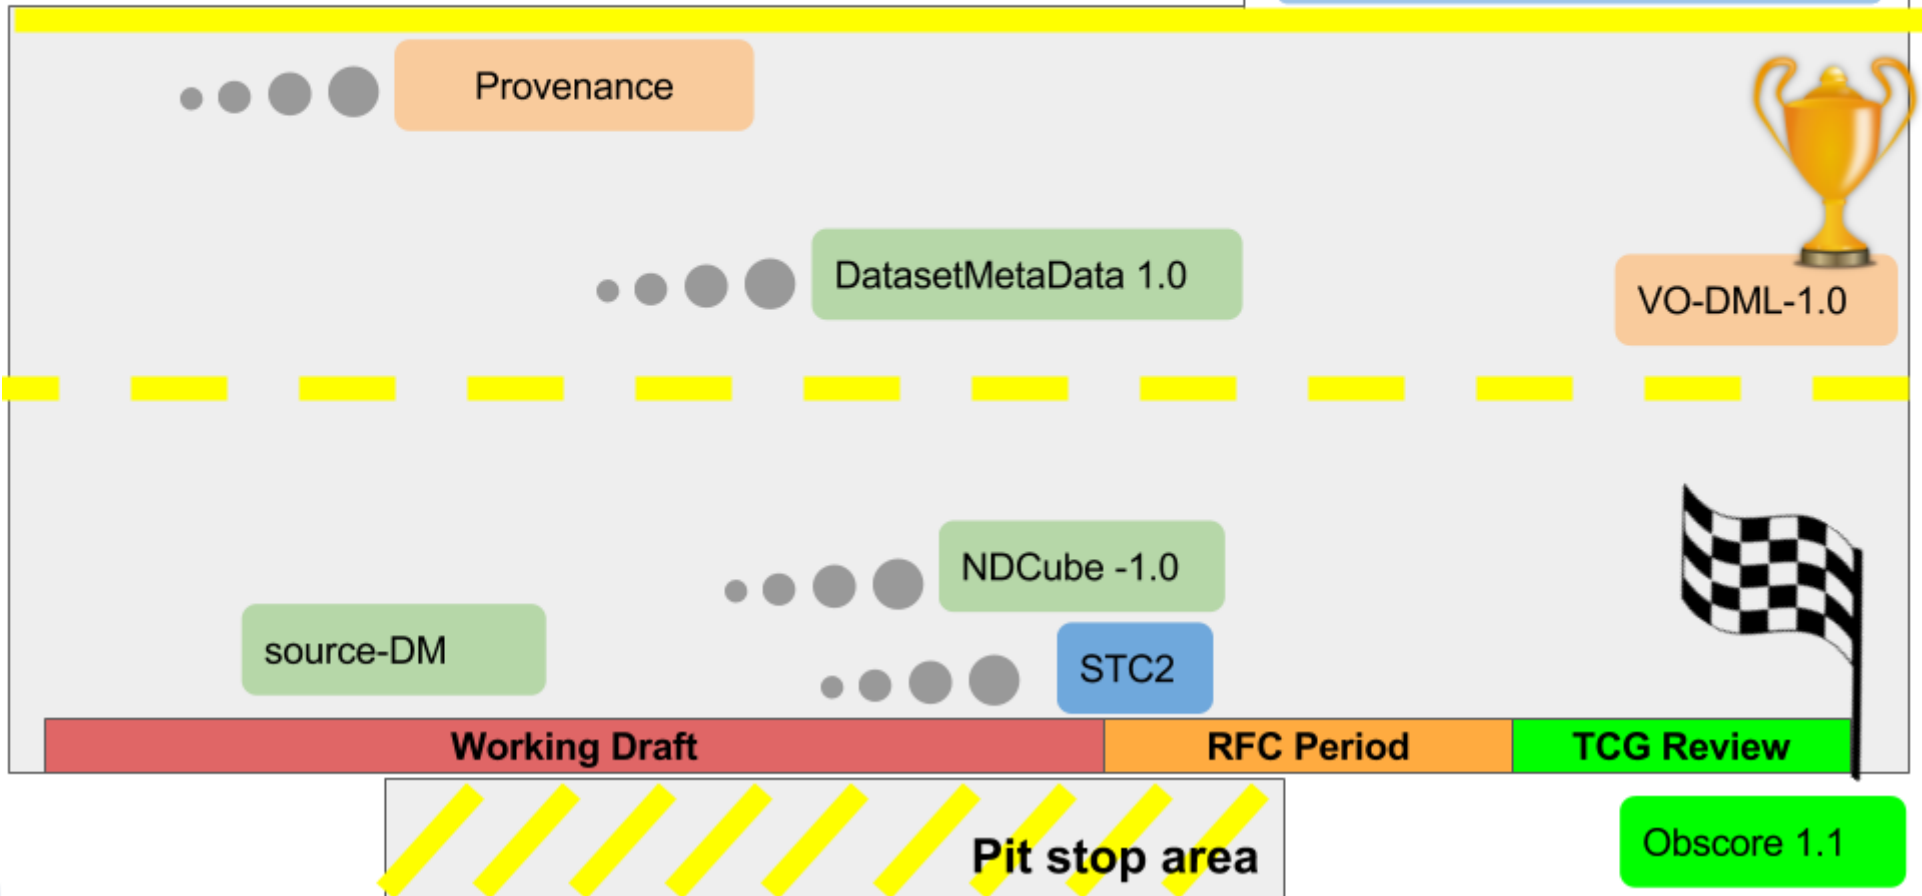 Provenance
DatasetMetaData 1.0
VO-DML-1.0
NDCube -1.0
source-DM
STC2
Working Draft
RFC Period
TCG Review
Pit stop area
Obscore 1.1